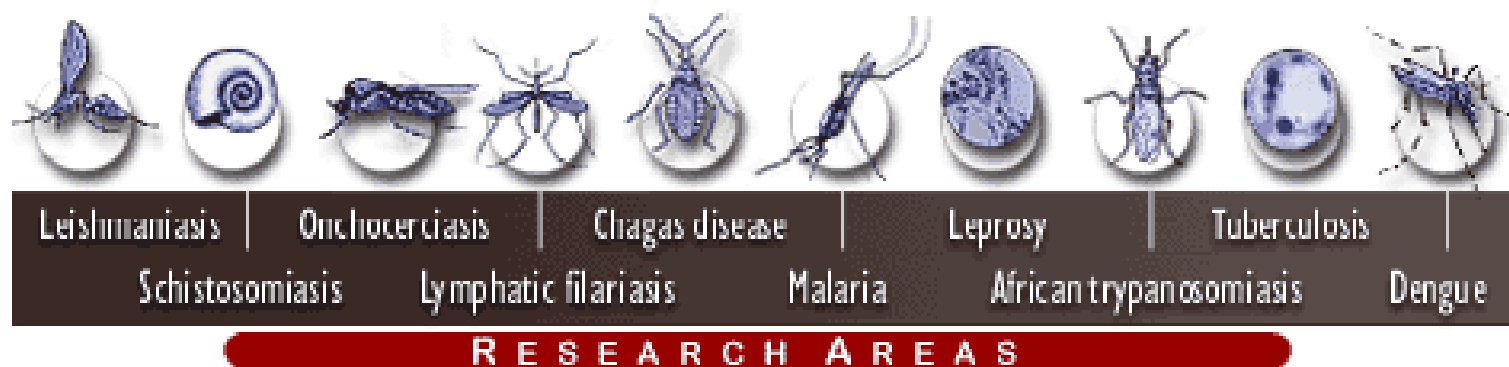 Leishmaniasis Onchocerciasis Chagas disease Leprosy Tuberculosis
Schistosomiasis Lymphatic filariasis Malaria African trypanosomiasis Dengue
RESEARCH AREAS